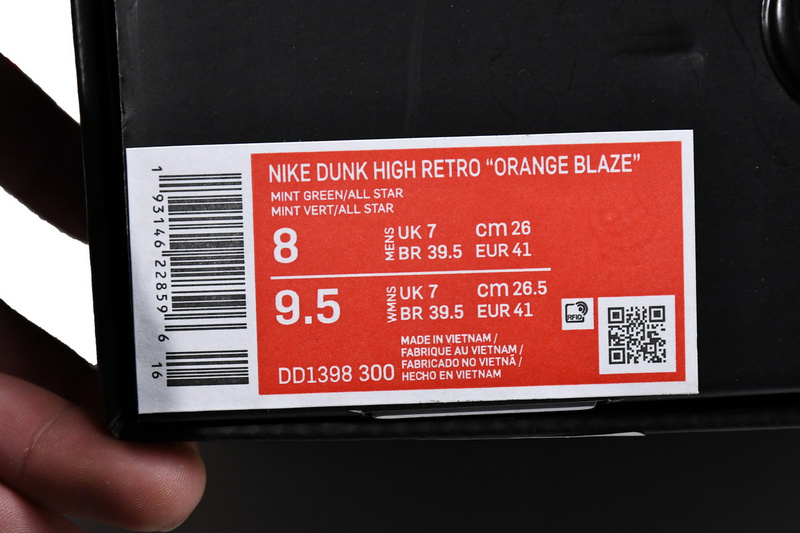 NIKE DUNK HIGH RETRO “ORANGE BLAZE”
MINT GREEN/ALL STAR
MINT VERT/ALL STAR
8 MENS UK 7 cm 26
BR 39.5 EUR 41
9.5 WMNS UK 7 cm 26.5
BR 39.5 EUR 41
MADE IN VIETNAM /
FABRIQUE AU VIETNAM /
FABRICADO NO VIETNÃ /
HECHO EN VIETNAM
DD1398 300
RFID
1 93146 22859 6 16